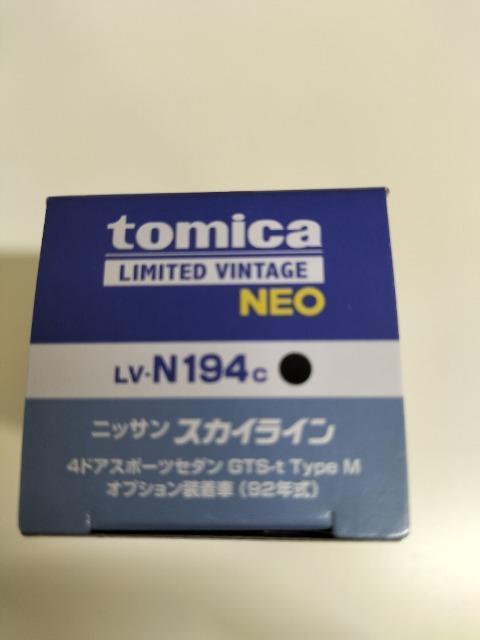 tomica
LIMITED VINTAGE
NEO
LV-N194c
ニッサン スカイライン
4ドアスポーツセダン GTS-t Type M
オプション装着車（92年式）